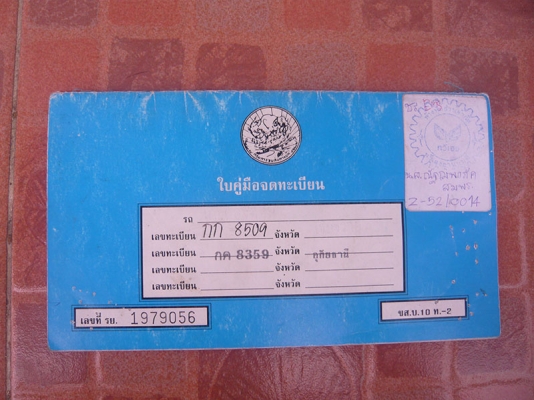 ใบคู่มือจดทะเบียน
รถ
เลขทะเบียน กก 8509 จังหวัด
เลขทะเบียน กค 8359 จังหวัด อุทัยธานี
เลขทะเบียน จังหวัด
เลขทะเบียน จังหวัด
เลขที่ รย. 1979056
ขส.บ.10 ท.-2